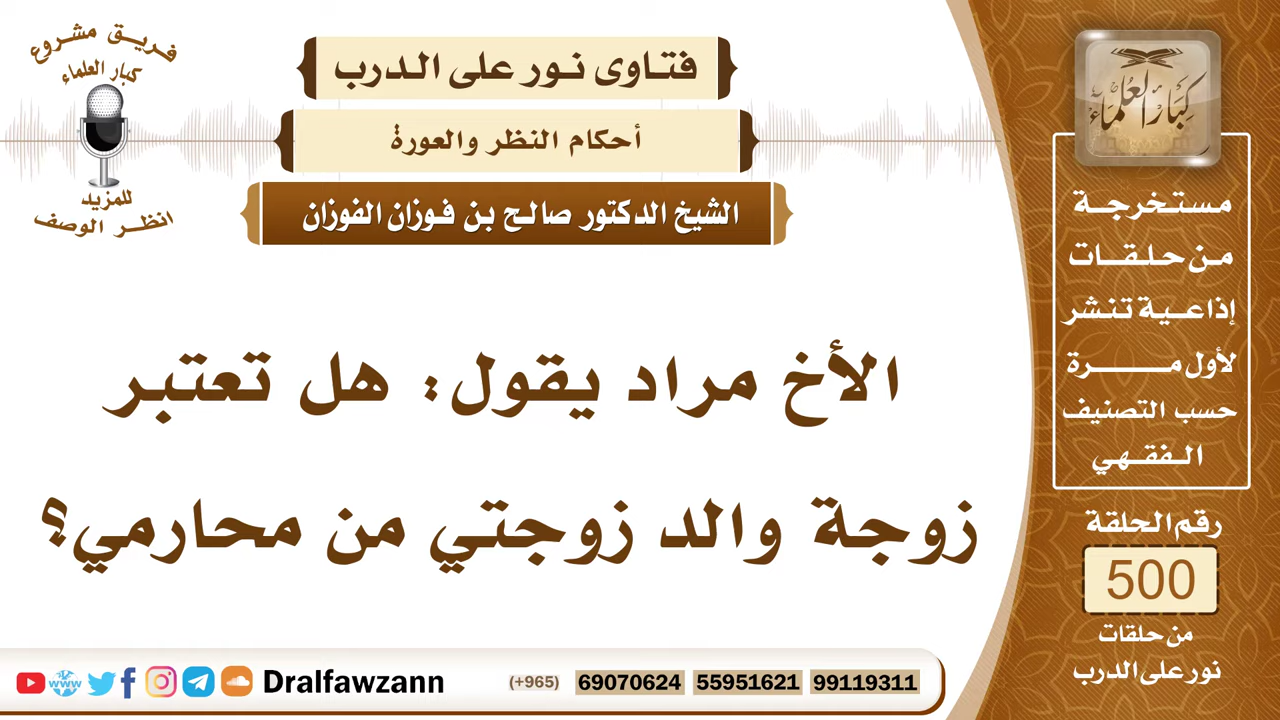 فريق مشروع
كبار العلماء
للمزيد
انظر الوصف
فتاوى نور على الدرب
أحكام النظر والعورة
الشيخ الدكتور صالح بن فوزان الفوزان
الأخ مراد يقول: هل تعتبر
زوجة والد زوجتي من محارمي؟
كبار العلماء
مستخرجة
من حلقات
إذاعية تنشر
لأول مرة
حسب التصنيف
الفقهي
رقم الحلقة
500
من حلقات
نور على الدرب
www
Dralfawzann (+965) 69070624 55951621 99119311